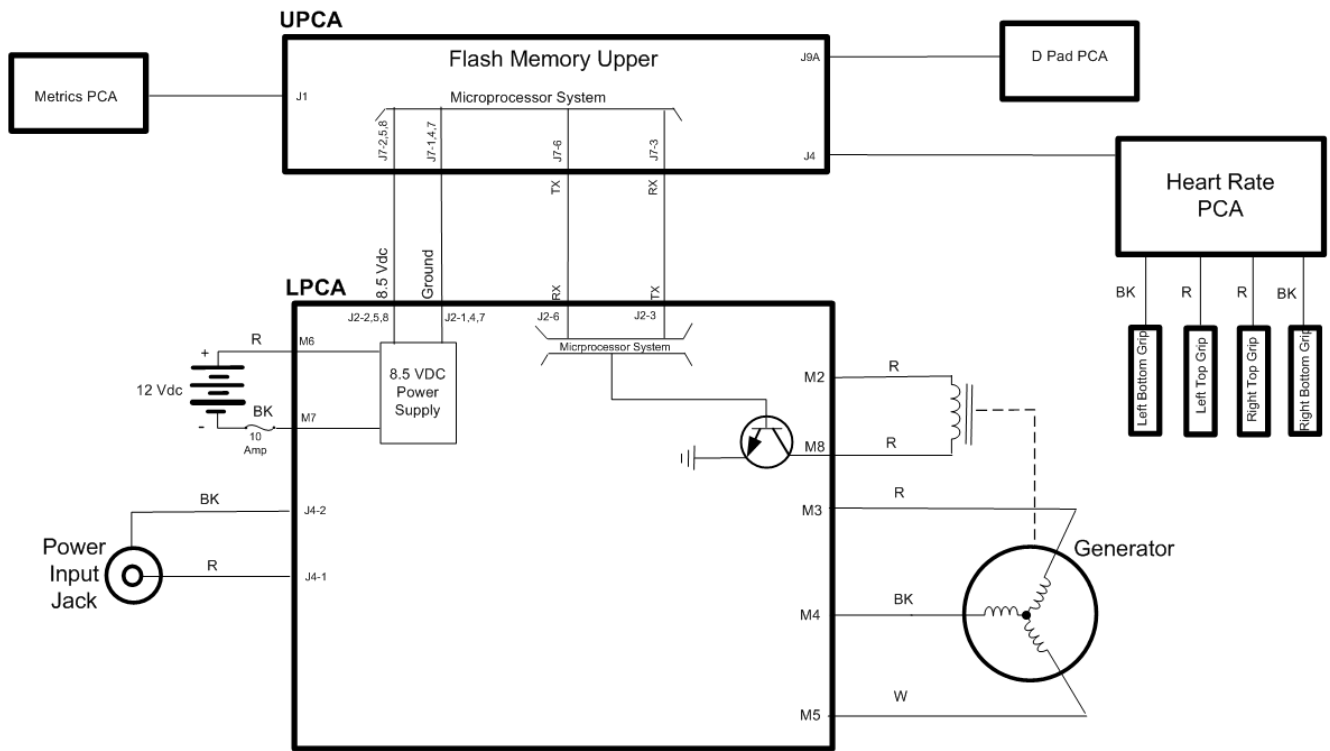 UPCA
Flash Memory Upper
Microprocessor System
J1
J9A
J4
J7-2,5,8
J7-1,4,7
J7-6
J7-3
Metrics PCA
D Pad PCA
Heart Rate
PCA
BK
R
R
BK
Left Bottom Grip
Left Top Grip
Right Top Grip
Right Bottom Grip
TX
RX
8.5 Vdc
Ground
RX
TX
LPCA
J2-2,5,8
J2-1,4,7
J2-6
J2-3
Micrprocessor System
8.5 VDC
Power
Supply
+
R
M6
12 Vdc
BK
M7
-
10
Amp
BK
J4-2
Power
Input
Jack
R
J4-1
M2
R
M8
R
M3
R
Generator
M4
BK
M5
W